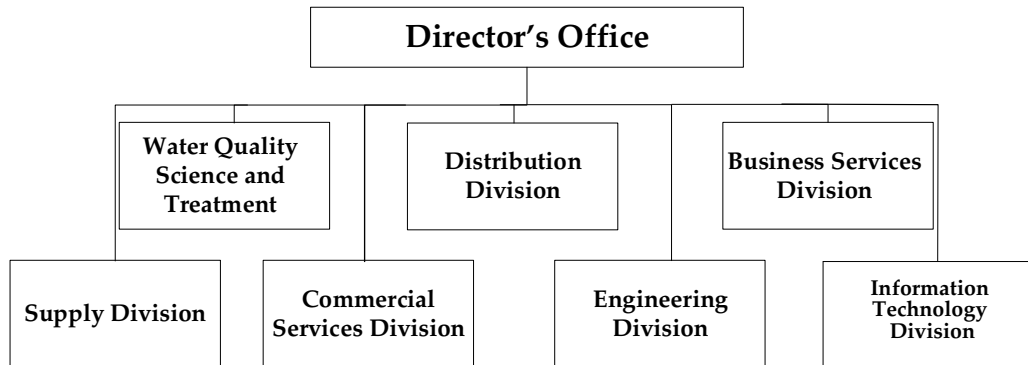 Director’s Office
Water Quality
Science and
Treatment
Distribution
Division
Business Services
Division
Supply Division
Commercial
Services Division
Engineering
Division
Information
Technology
Division